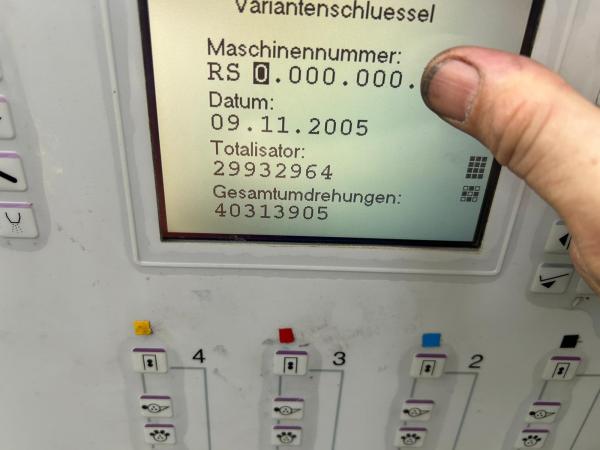 Variantenschluessel
Maschinennummer:
RS 0.000.000.
Datum:
09.11.2005
Totalisator:
29932964
Gesamtumdrehungen:
40313905
4 3 2